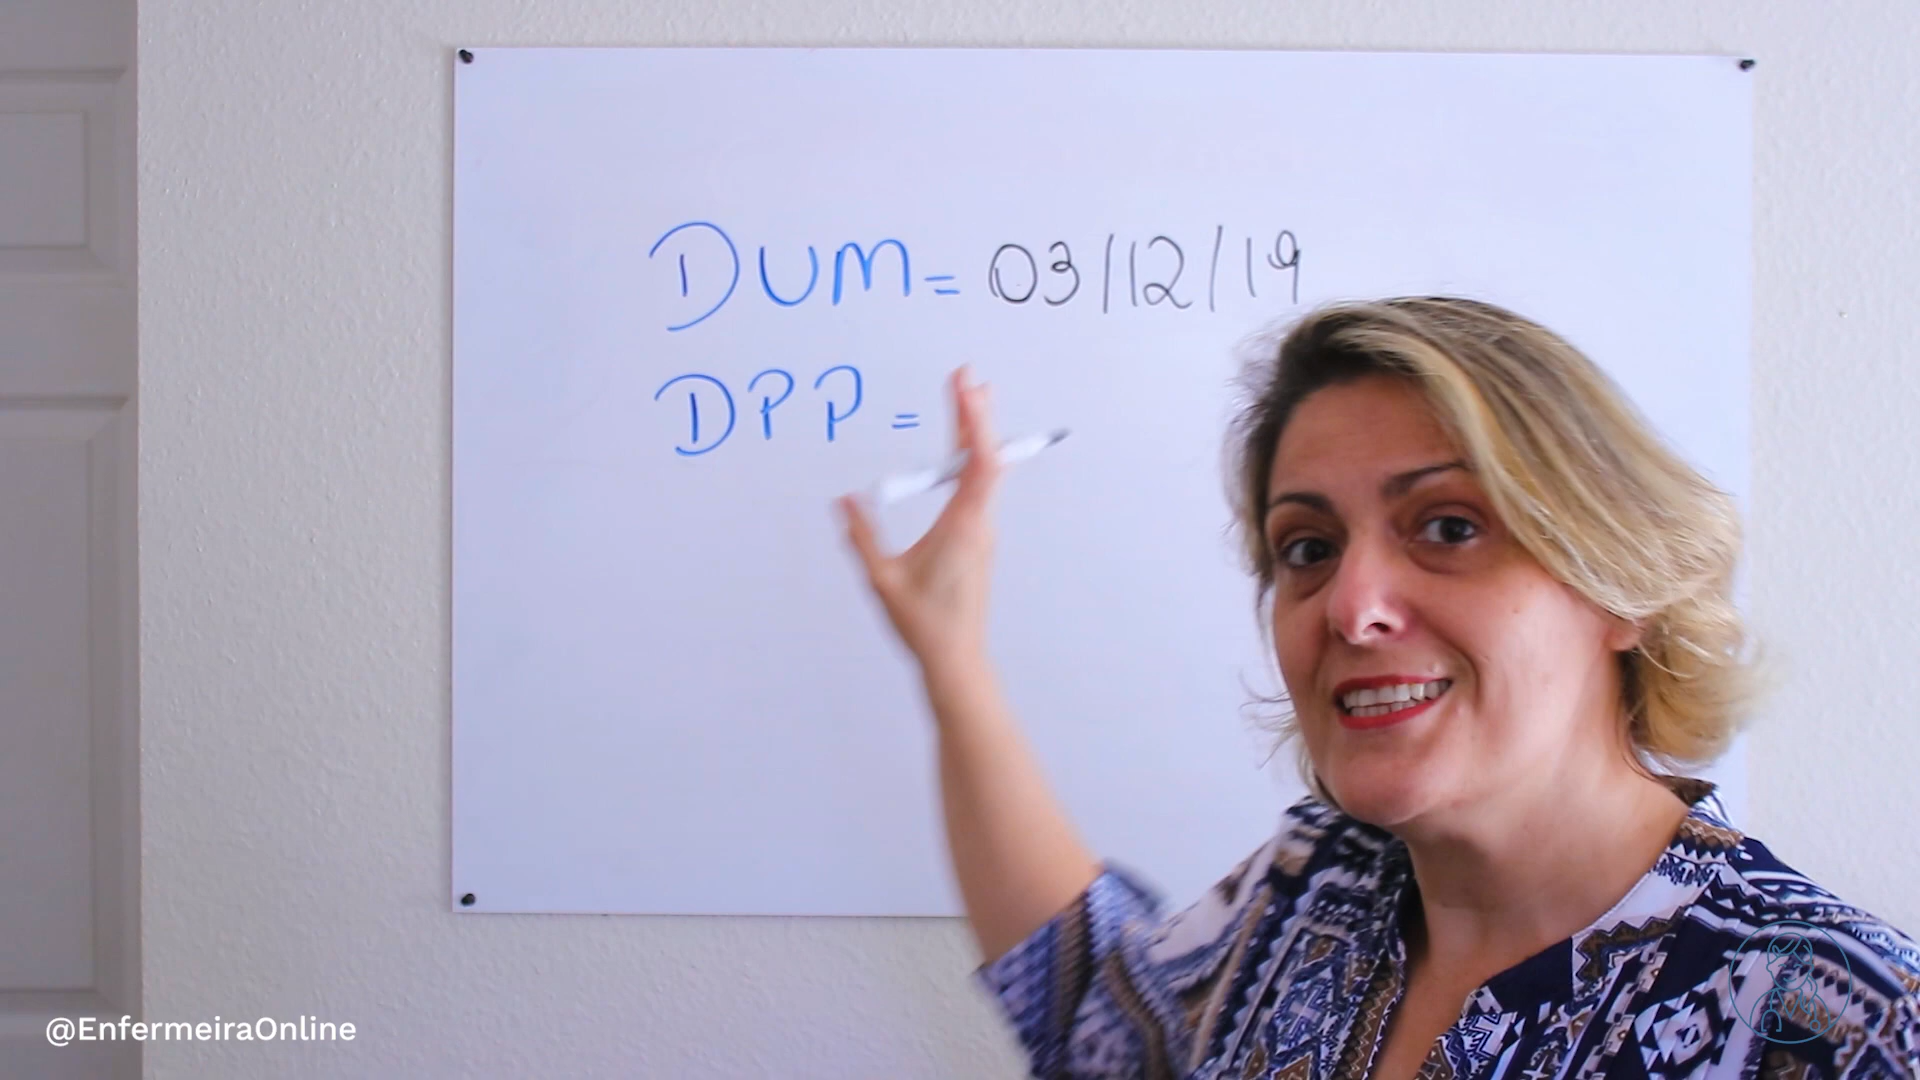 DUM = 03/12/19
DPP =
@EnfermeiraOnline